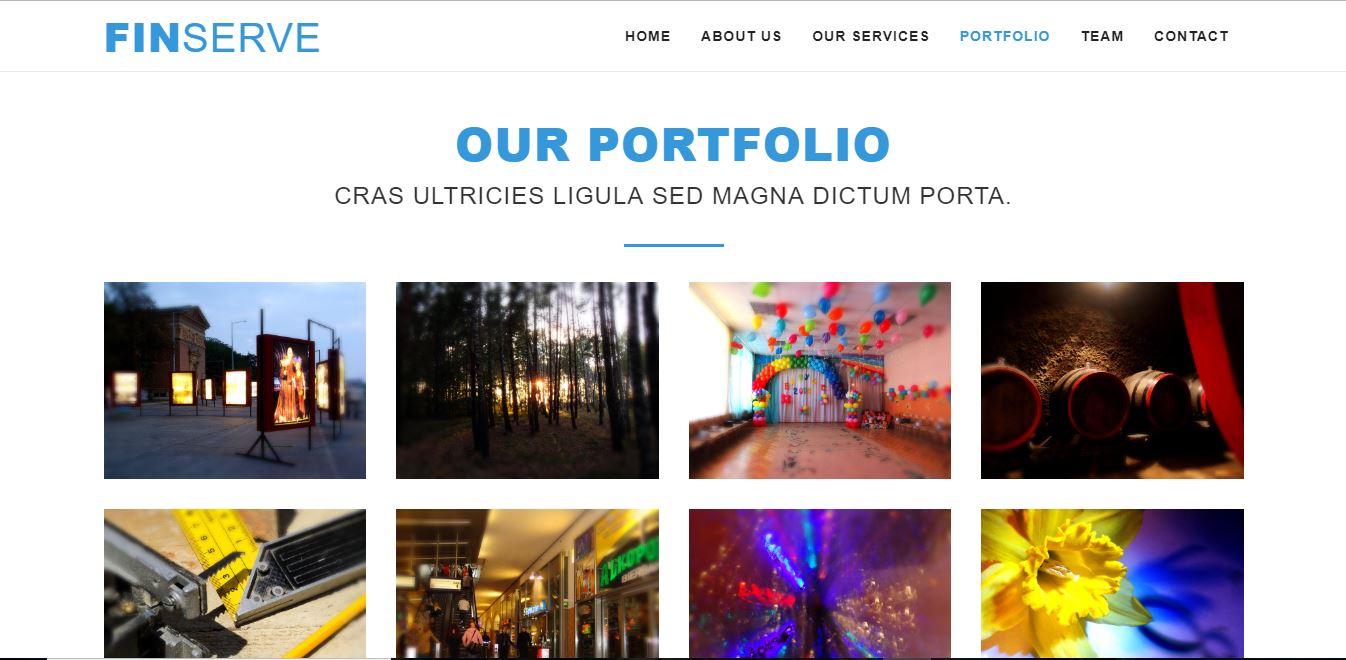 FINSERVE
HOME ABOUT US OUR SERVICES PORTFOLIO TEAM CONTACT
OUR PORTFOLIO
CRAS ULTRICIES LIGULA SED MAGNA DICTUM PORTA.